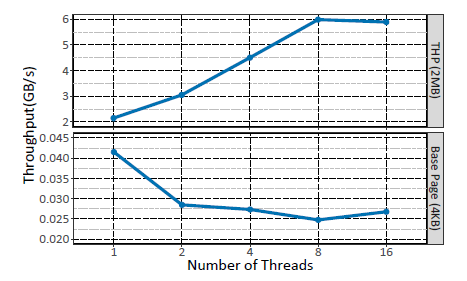 6
5
4
3
2
THP (2MB)
Throughput(GB/s)
0.045
0.040
0.035
0.030
0.025
0.020
Base Page (4KB)
1 2 4 8 16
Number of Threads